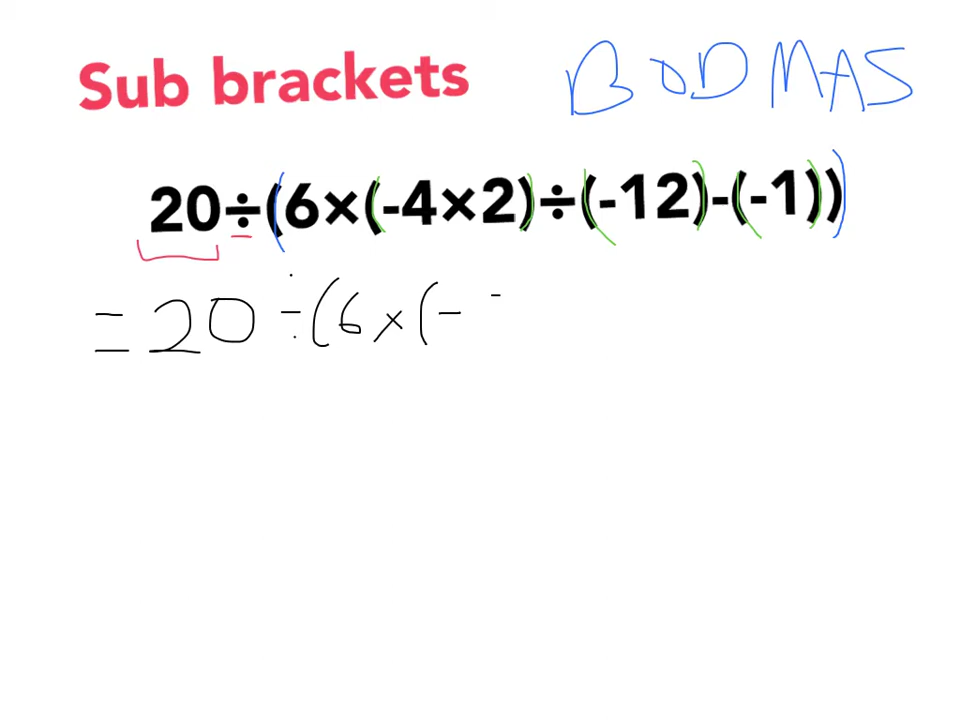 Sub brackets BODMAS
20÷(6×(-4×2)÷(-12)-(-1))
= 20 ÷(6×(-